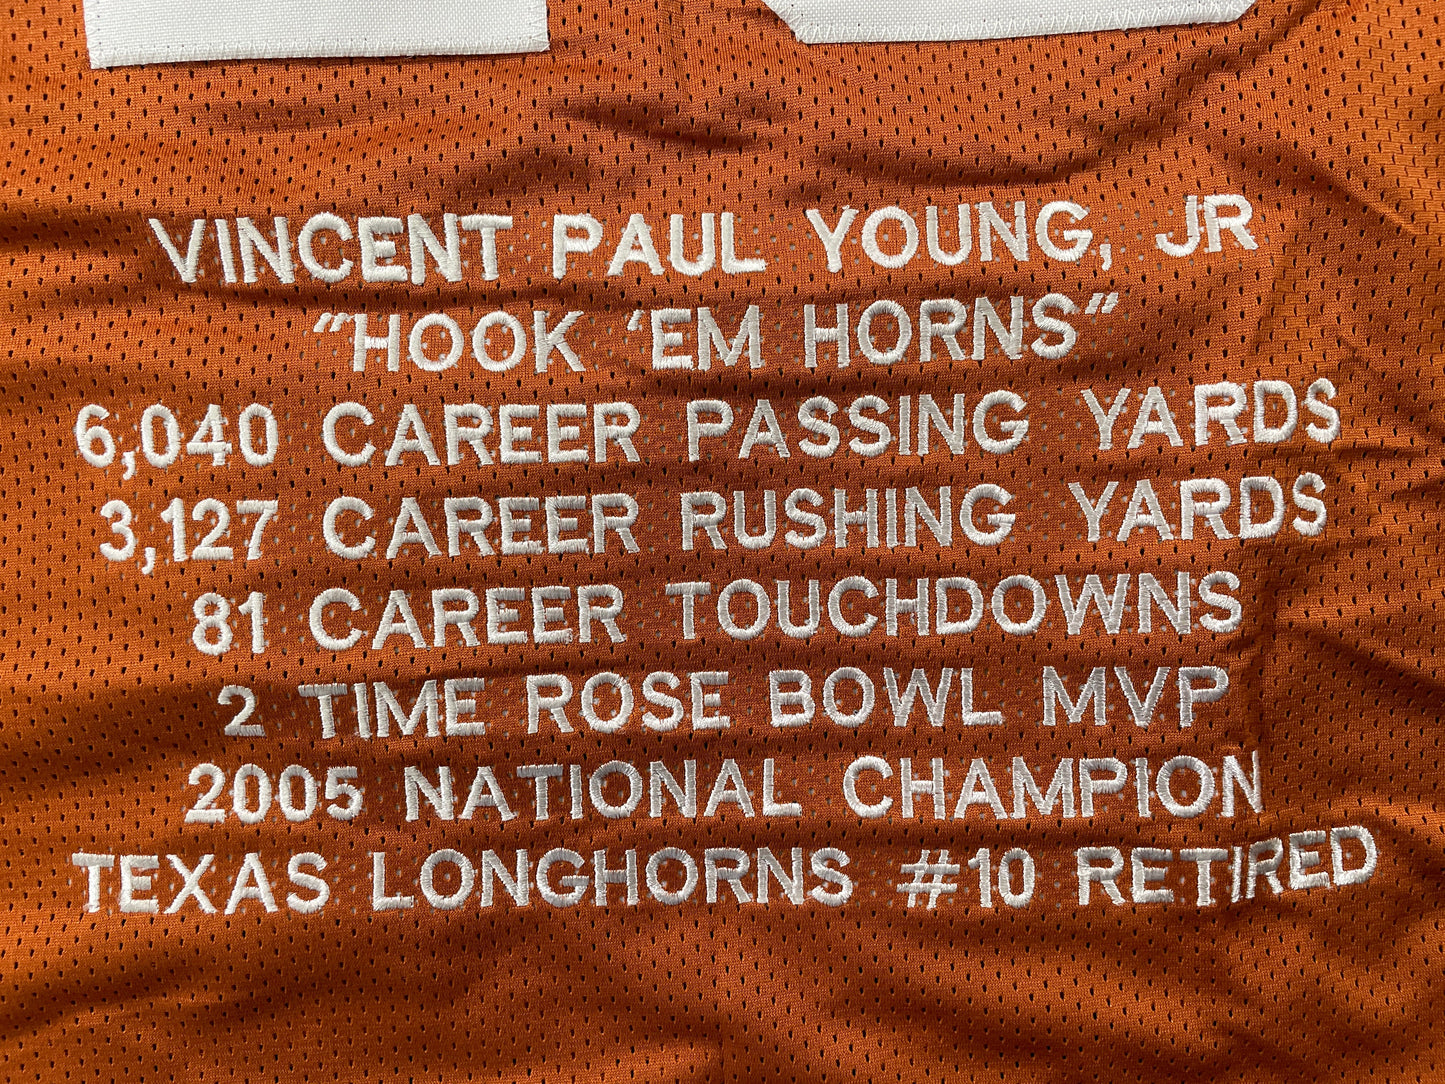 VINCENT PAUL YOUNG, JR
"HOOK 'EM HORNS"
6,040 CAREER PASSING YARDS
3,127 CAREER RUSHING YARDS
81 CAREER TOUCHDOWNS
2 TIME ROSE BOWL MVP
2005 NATIONAL CHAMPION
TEXAS LONGHORNS #10 RETIRED